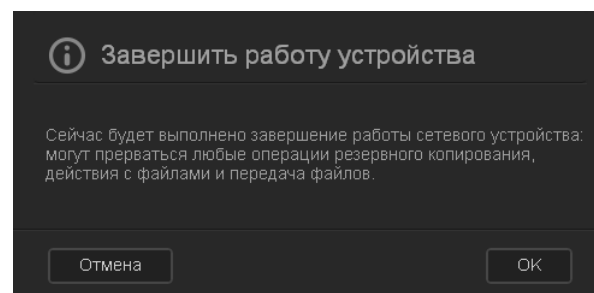 Завершить работу устройства
Сейчас будет выполнено завершение работы сетевого устройства:
могут прерваться любые операции резервного копирования,
действия с файлами и передача файлов.
Отмена
OK